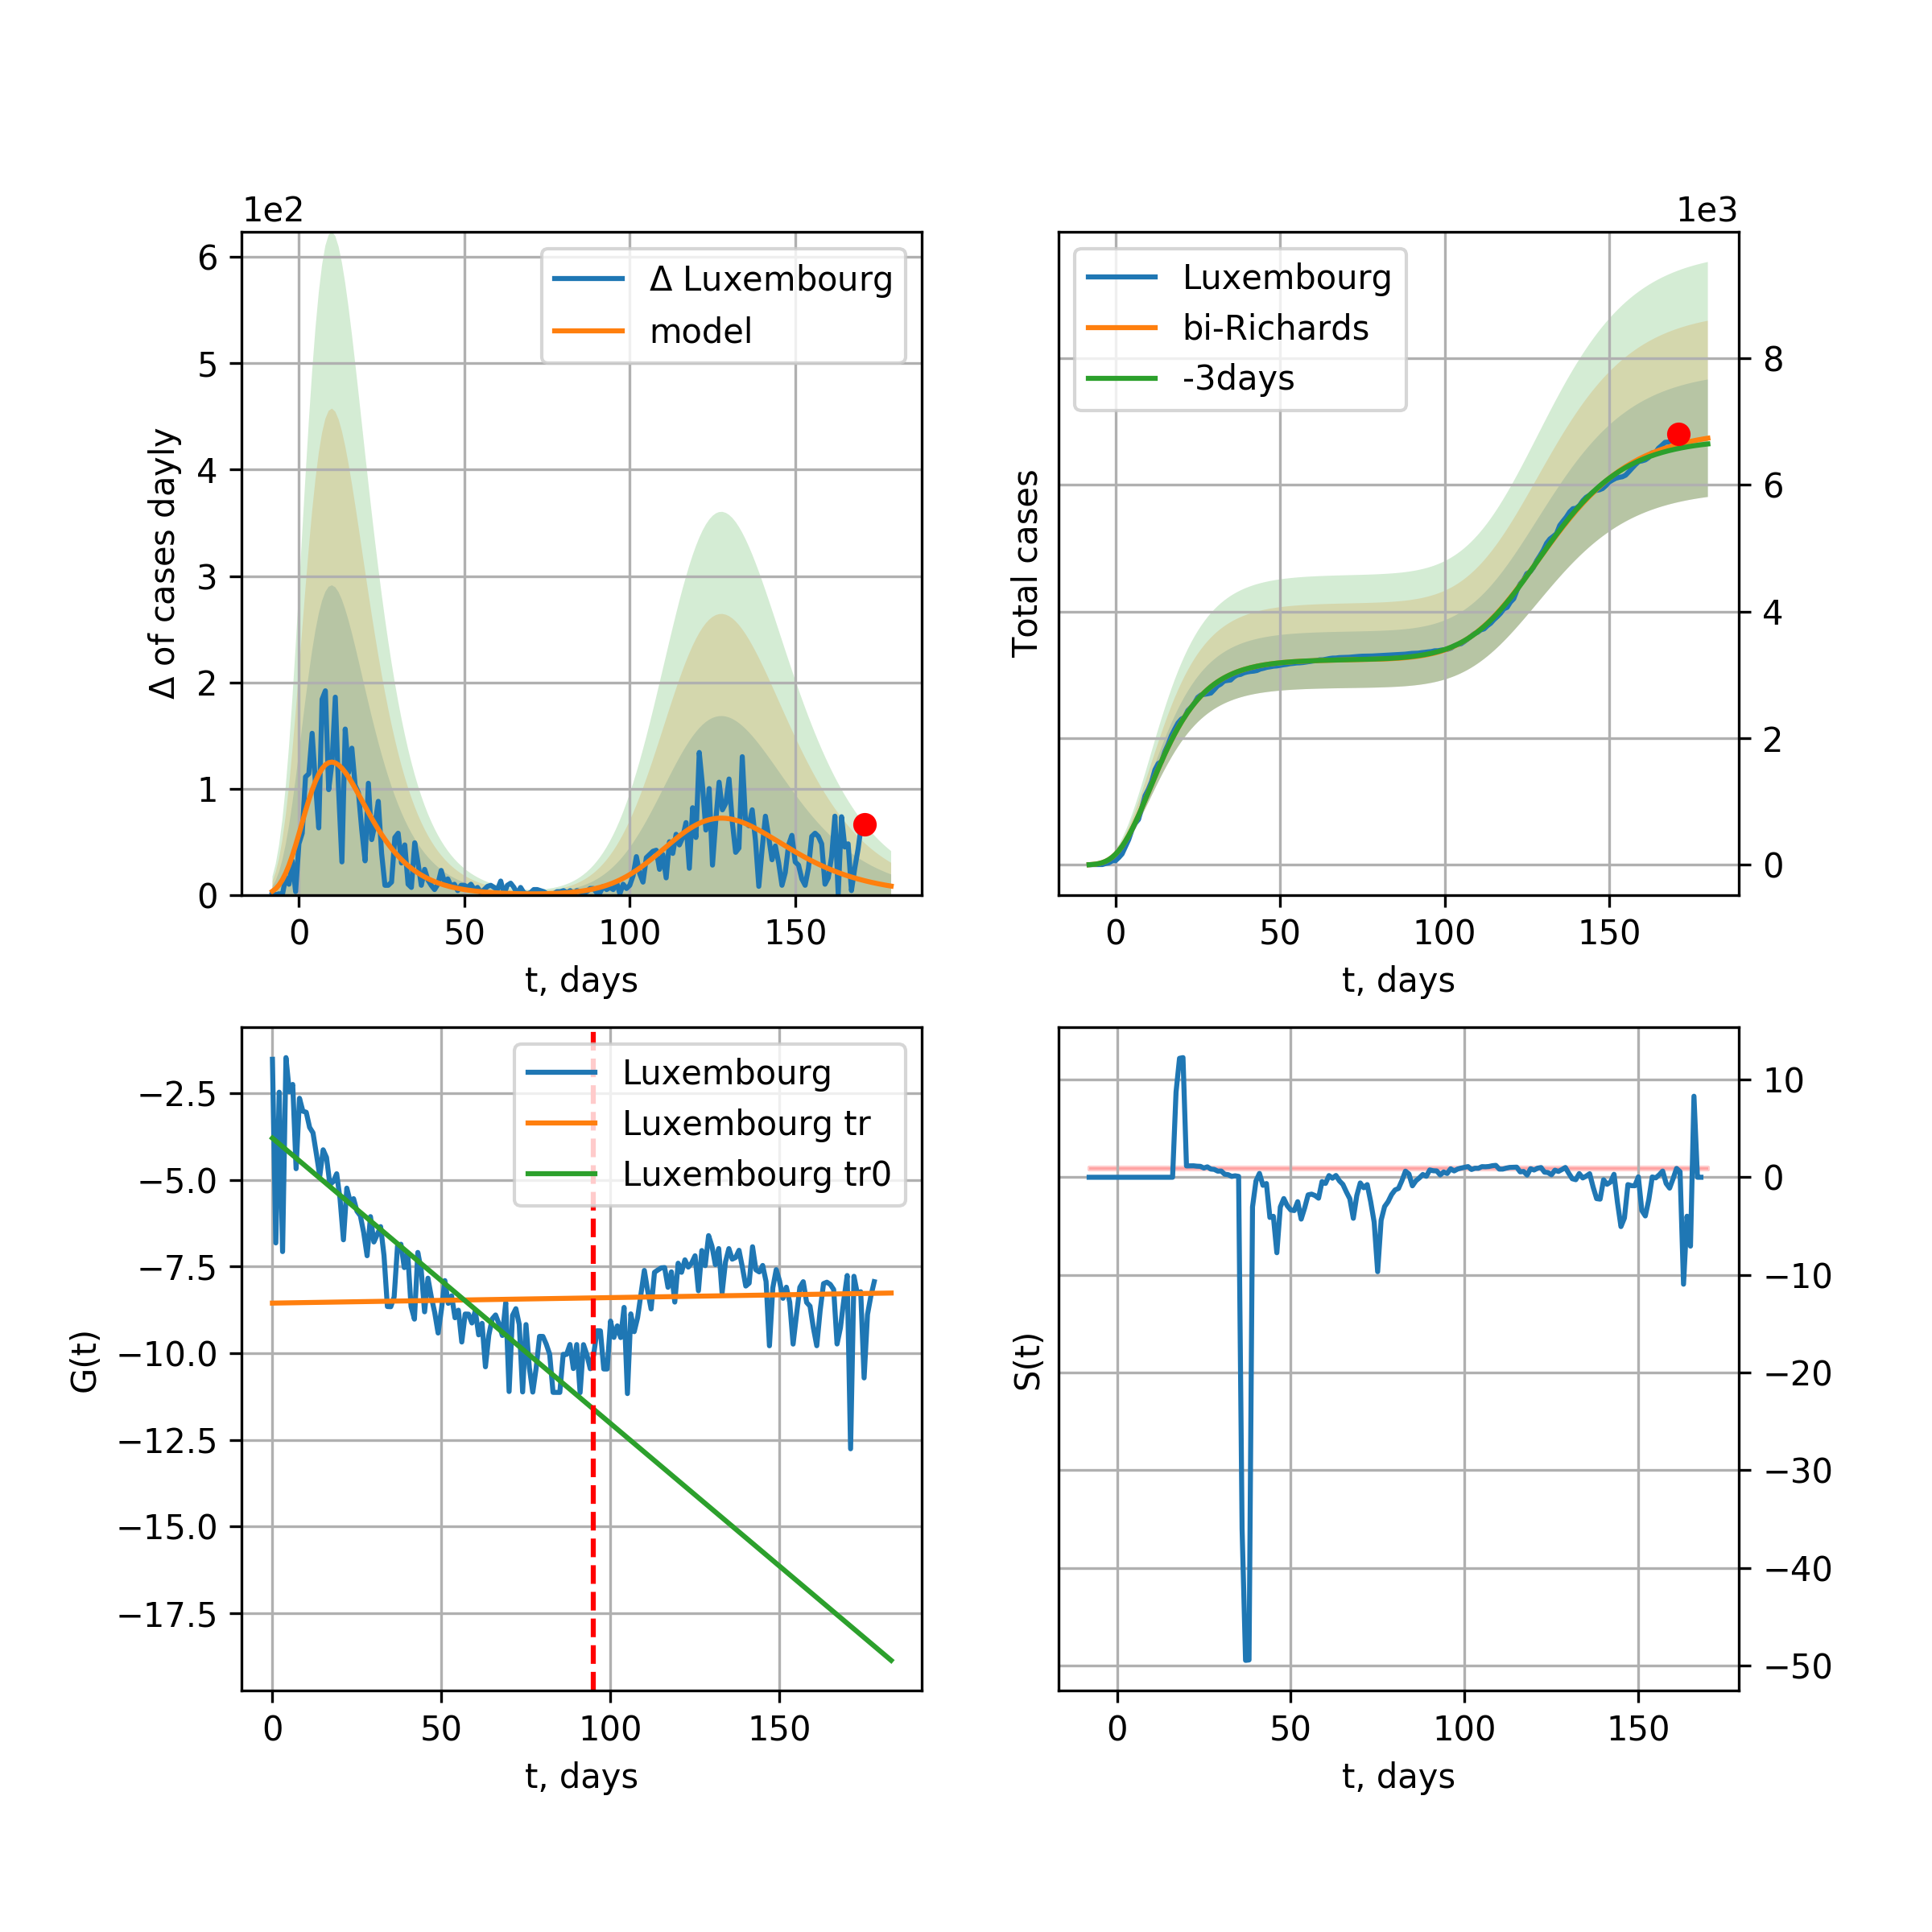 1e2
Δ of cases dayly
6
5
4
3
2
1
0
Δ Luxembourg
model
0 50 100 150
t, days
1e3
Total cases
Luxembourg
bi-Richards
-3days
8
6
4
2
0
0 50 100 150
t, days
G(t)
−2.5
−5.0
−7.5
−10.0
−12.5
−15.0
−17.5
Luxembourg
Luxembourg tr
Luxembourg tr0
0 50 100 150
t, days
S(t)
10
0
−10
−20
−30
−40
−50
0 50 100 150
t, days